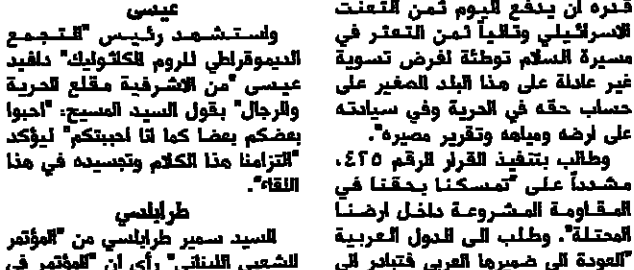 قدره ان يدفع اليوم ثمن التعنت
الاسرائيلي وتالياً ثمن التعثر في
مسيرة السلام توطئة لفرض تسوية
غير عادلة على هذا البلد الصغير على
حساب حقه في الحرية وفي سيادته
على ارضه ومياهه وتقرير مصيره".
وطالب بتنفيذ القرار الرقم ٤٢٥،
مشدداً على "تمسكنا بحقنا في
المقاومة المشروعة داخل ارضنا
المحتلة". وطلب الى الدول العربية
"العودة الى ضميرها العربي فتبادر الى
عيسى
واستشهد رئيس "التجمع
الديموقراطي للروم الكاثوليك" دافيد
عيسى "من الاشرفية مقلع الحرية
والرجال" بقول السيد المسيح: "احبوا
بعضكم بعضا كما انا احببتكم" ليؤكد
"التزامنا هذا الكلام وتجسيده في هذا
اللقاء".
طرابلسي
السيد سمير طرابلسي من "المؤتمر
الشعبي اللبناني" رأى ان "المؤتمر في